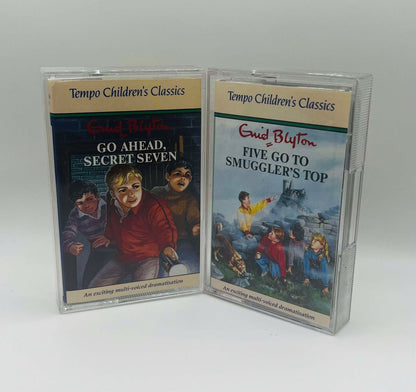 Tempo Children's Classics
Enid Blyton
GO AHEAD,
SECRET SEVEN
An exciting multi-voiced dramatisation
Tempo Children's Classics
Enid Blyton
FIVE GO TO
SMUGGLER'S TOP
An exciting multi-voiced dramatisation